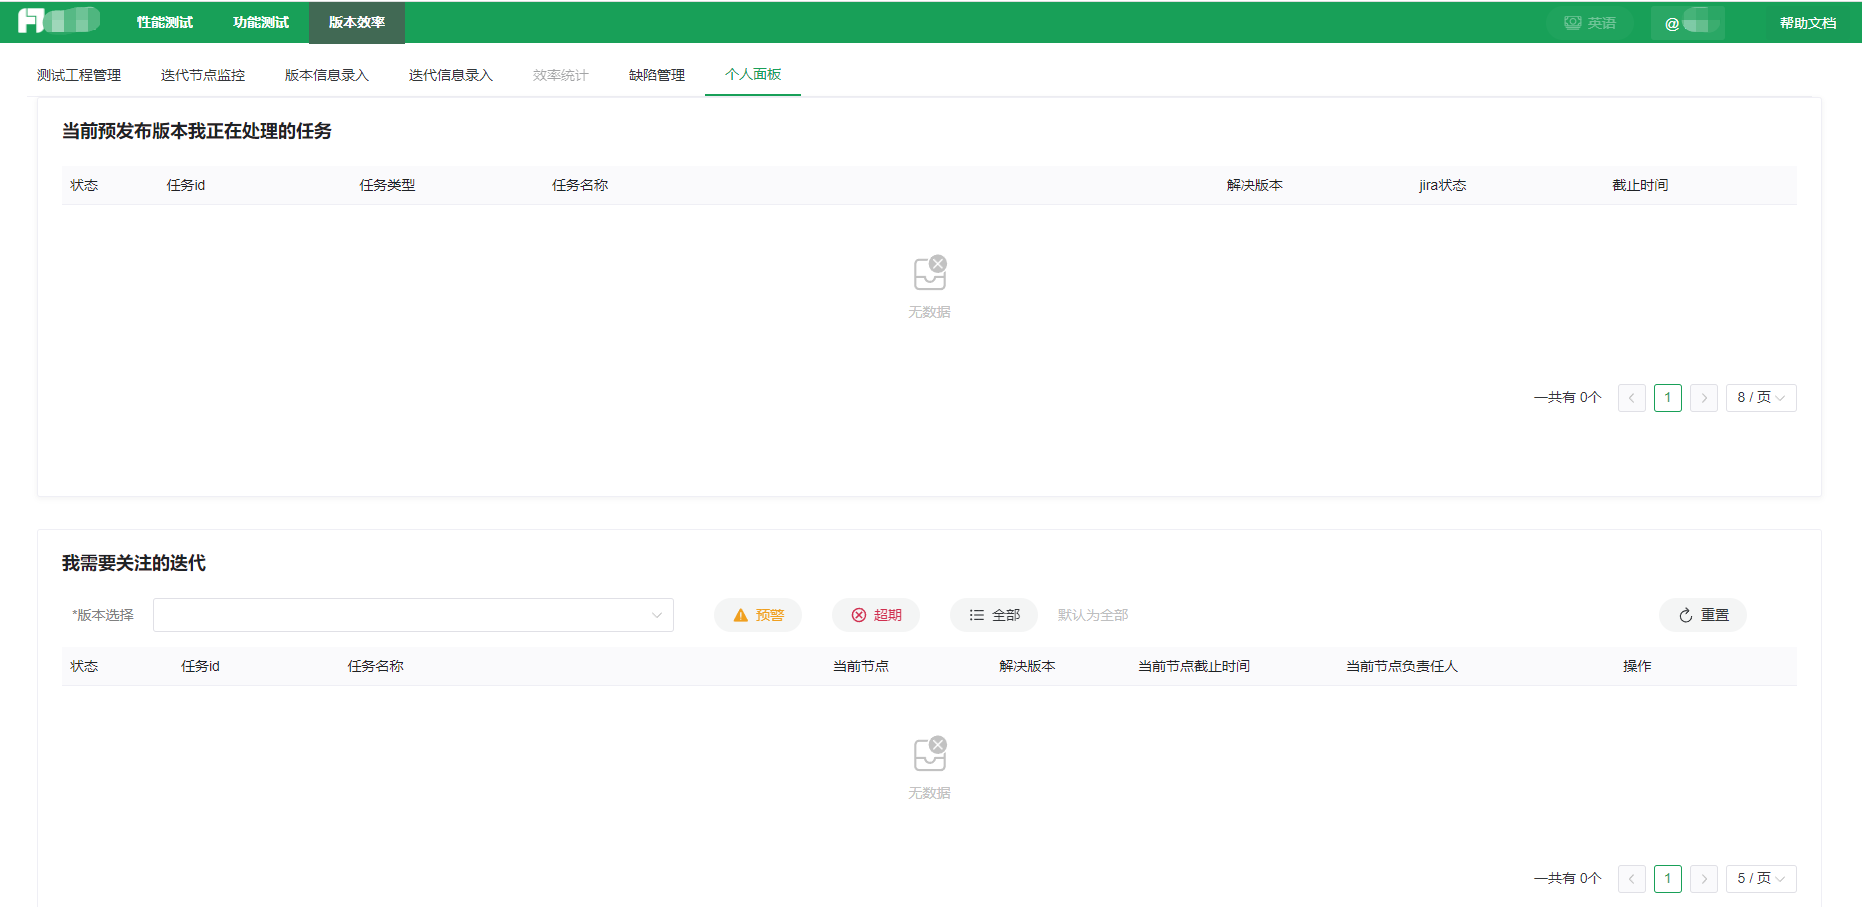 性能测试 功能测试 版本效率 英语 @ 帮助文档
测试工程管理 迭代节点监控 版本信息录入 迭代信息录入 效率统计 缺陷管理 个人面板
当前预发布版本我正在处理的任务
状态 任务id 任务类型 任务名称 解决版本 jira状态 截止时间
无数据
一共有 0个 1 8 / 页
我需要关注的迭代
*版本选择 预警 超期 全部 默认为全部 重置
状态 任务id 任务名称 当前节点 解决版本 当前节点截止时间 当前节点负责任人 操作
无数据
一共有 0个 1 5 / 页